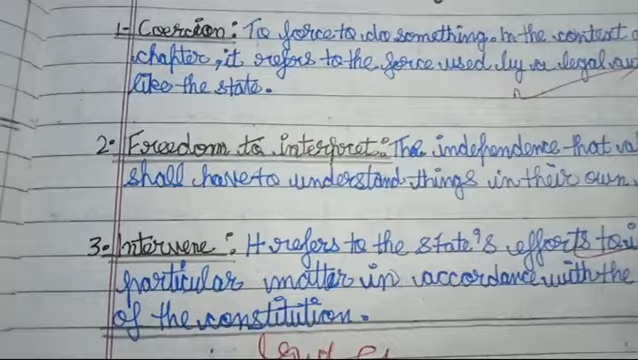 1- Coercion: To force to do something. In the context
chapter, it refers to the force used by a legal
like the state.
2. Freedom to interpret: The independence that
shall have to understand things in their own
3. Intervene: It refers to the state's efforts to
particular matter in accordance with the
of the constitution.